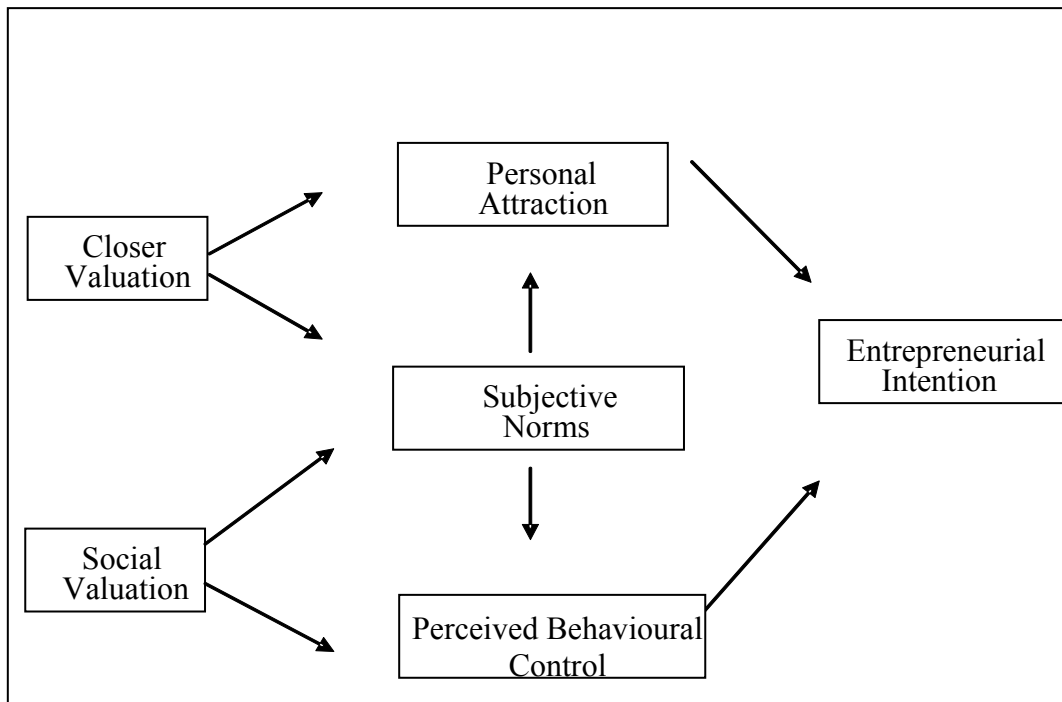 Personal
Attraction
Closer
Valuation
Entrepreneurial
Intention
Subjective
Norms
Social
Valuation
Perceived Behavioural
Control